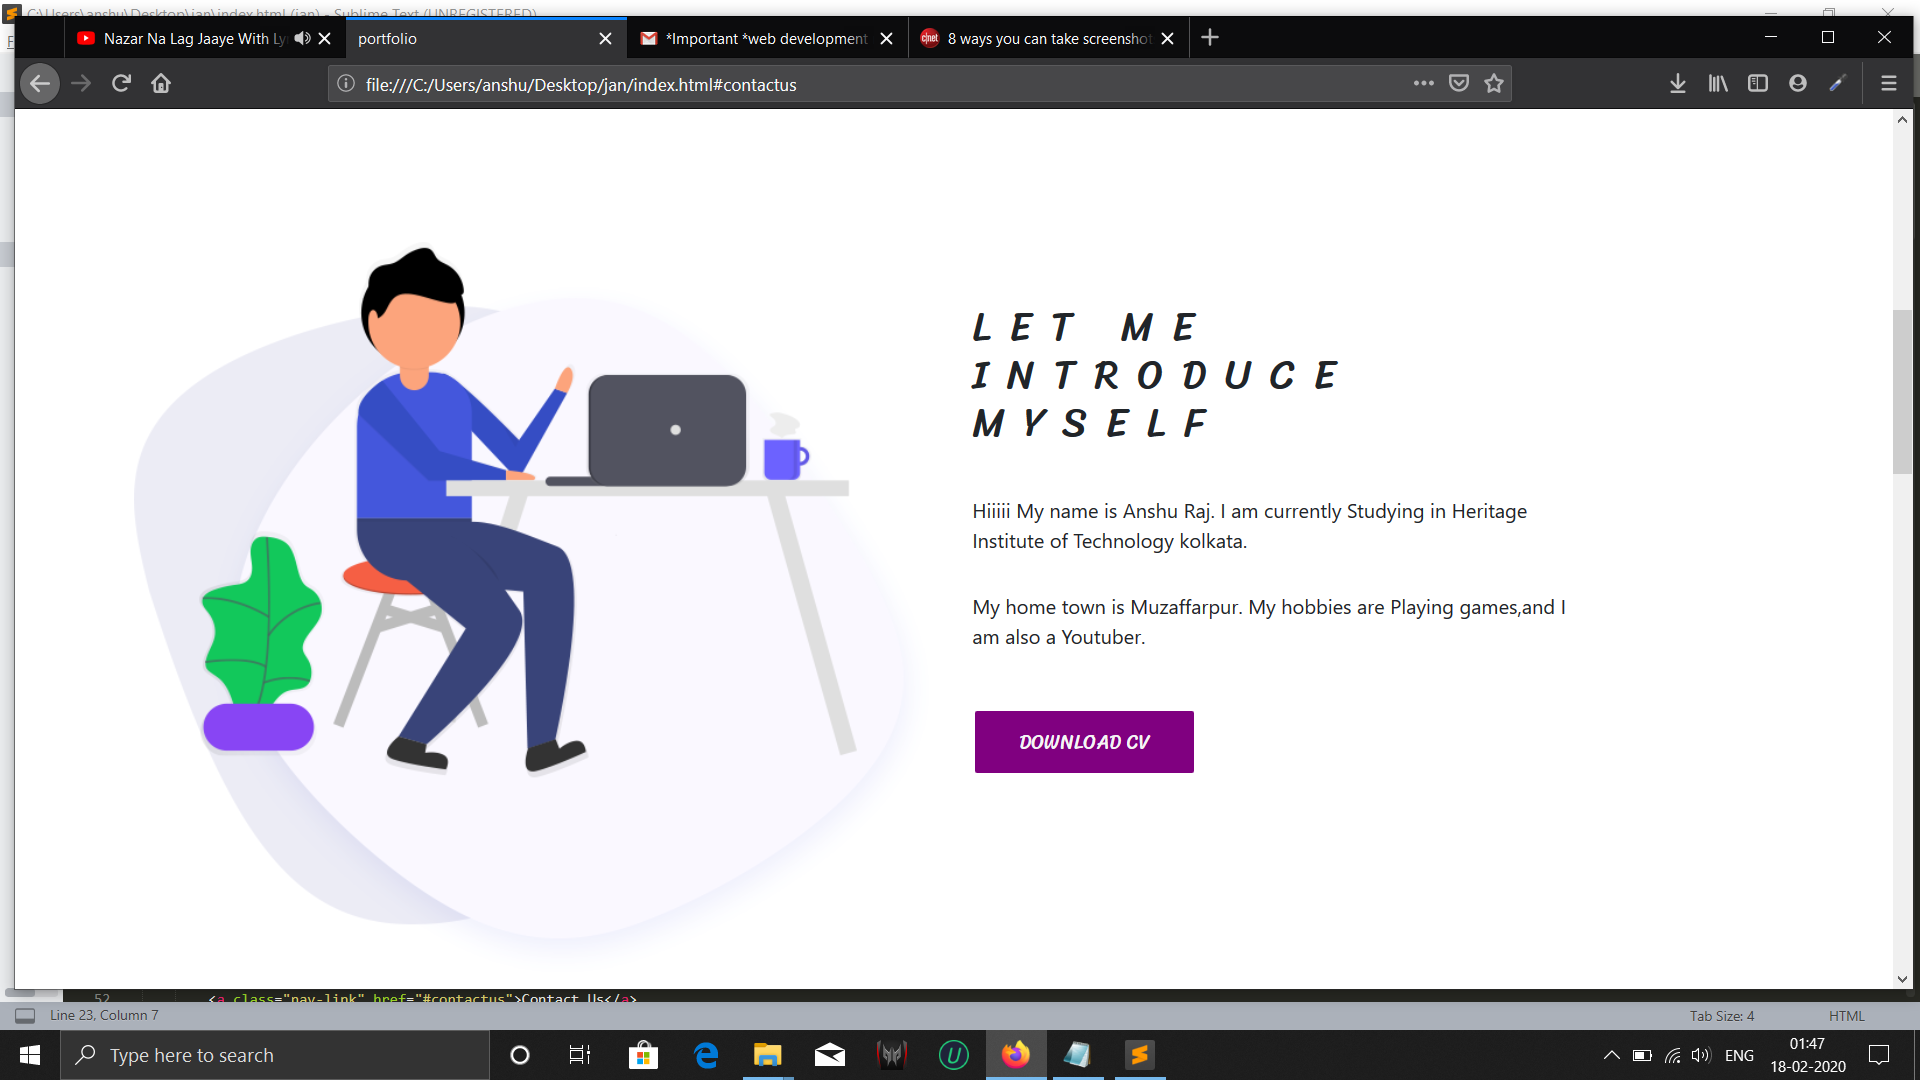 C:\Users\anshu\Desktop\jan\index.html (jan) - Sublime Text (UNREGISTERED)
F
Nazar Na Lag Jaaye With Ly
portfolio
*Important *web development
cnet
8 ways you can take screenshot
file:///C:/Users/anshu/Desktop/jan/index.html#contactus
LET ME
INTRODUCE
MYSELF
Hiiiii My name is Anshu Raj. I am currently Studying in Heritage
Institute of Technology kolkata.
My home town is Muzaffarpur. My hobbies are Playing games,and I
am also a Youtuber.
DOWNLOAD CV
52 <a class="nav-link" href="#contactus">Contact Us</a>
Line 23, Column 7
Tab Size: 4
HTML
Type here to search
U
ENG
01:47
18-02-2020